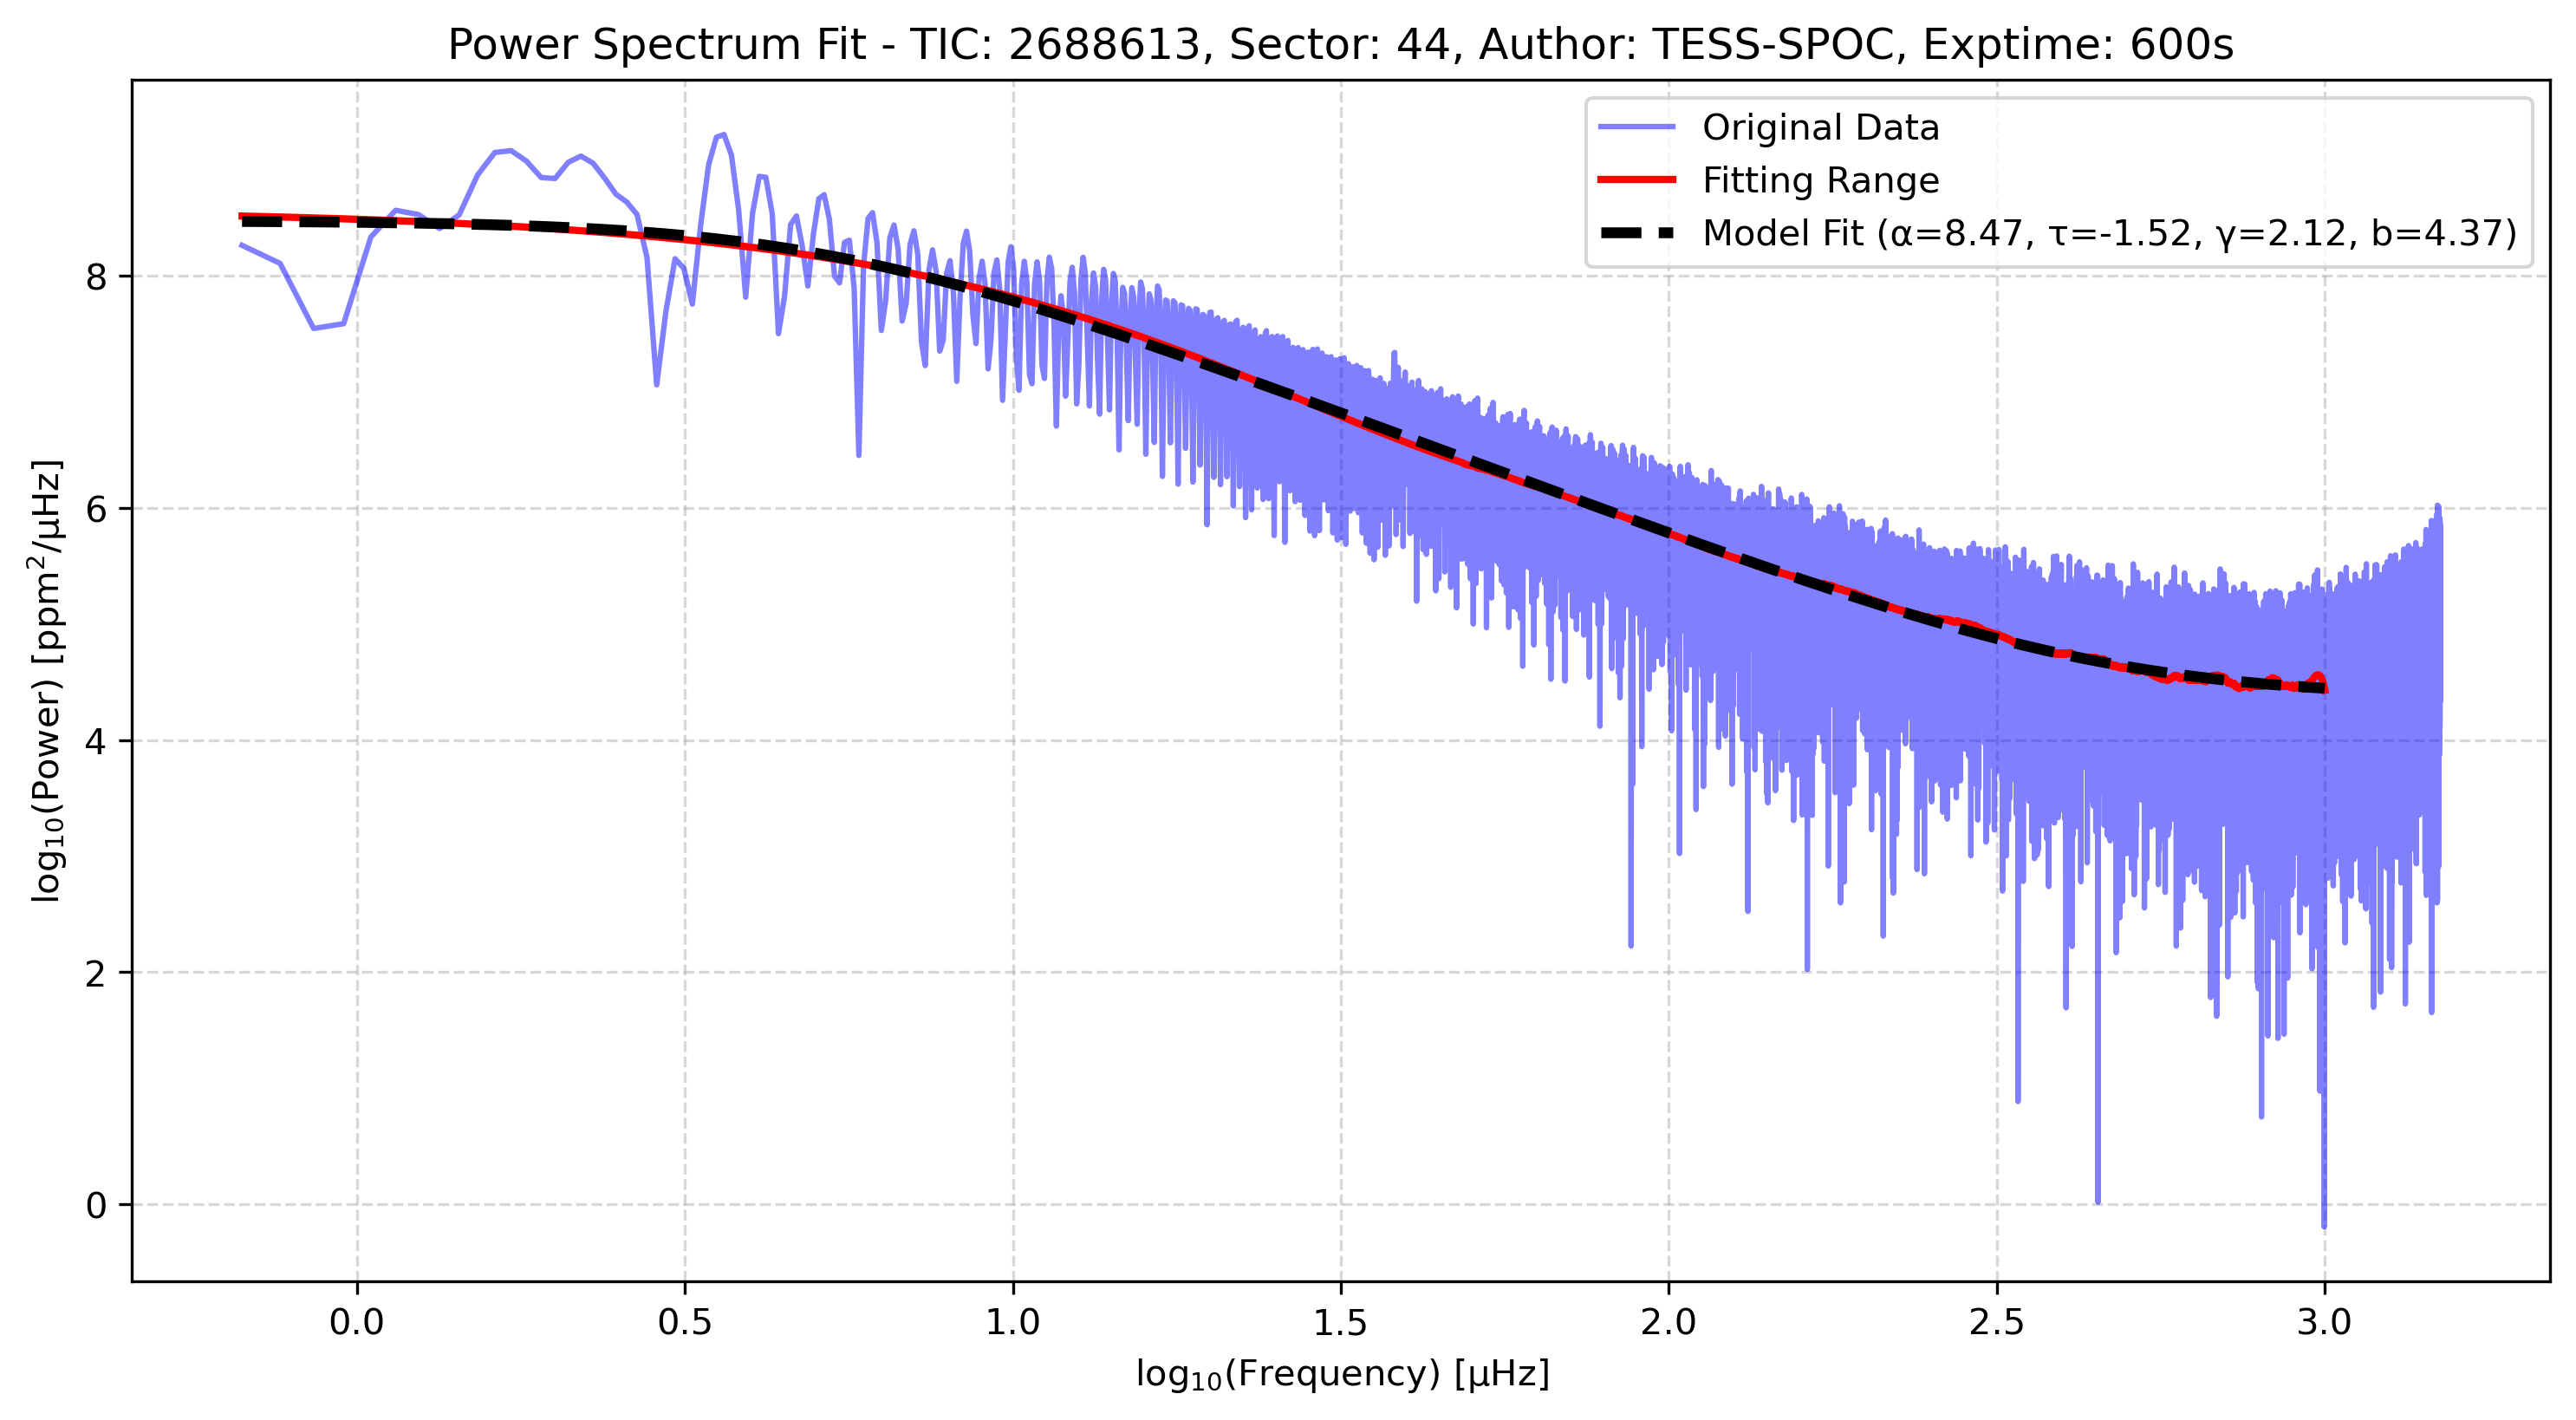 Power Spectrum Fit - TIC: 2688613, Sector: 44, Author: TESS-SPOC, Exptime: 600s
Original Data
Fitting Range
Model Fit (α=8.47, τ=-1.52, γ=2.12, b=4.37)
log₁₀(Power) [ppm²/μHz]
8
6
4
2
0
0.0 0.5 1.0 1.5 2.0 2.5 3.0
log₁₀(Frequency) [μHz]